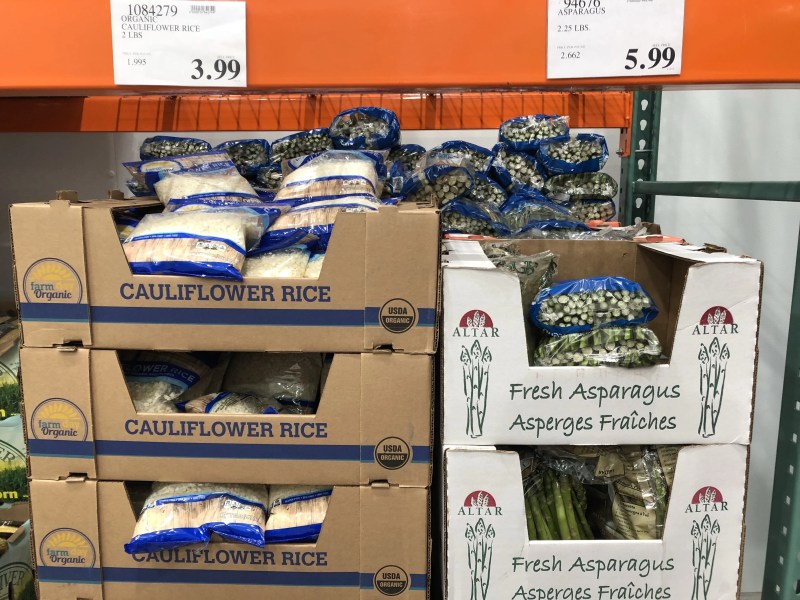 1084279
ORGANIC
CAULIFLOWER RICE
2 LBS
1.995
3.99
94676
ASPARAGUS
2.25 LBS.
2.662
5.99
farm
Organic
CAULIFLOWER RICE
USDA
ORGANIC
farm
Organic
CAULIFLOWER RICE
USDA
ORGANIC
farm
Organic
CAULIFLOWER RICE
USDA
ORGANIC
ALTAR
ALTAR
Fresh Asparagus
Asperges Fraîches
ALTAR
ALTAR
Fresh Asparagus
Asperges Fraîches